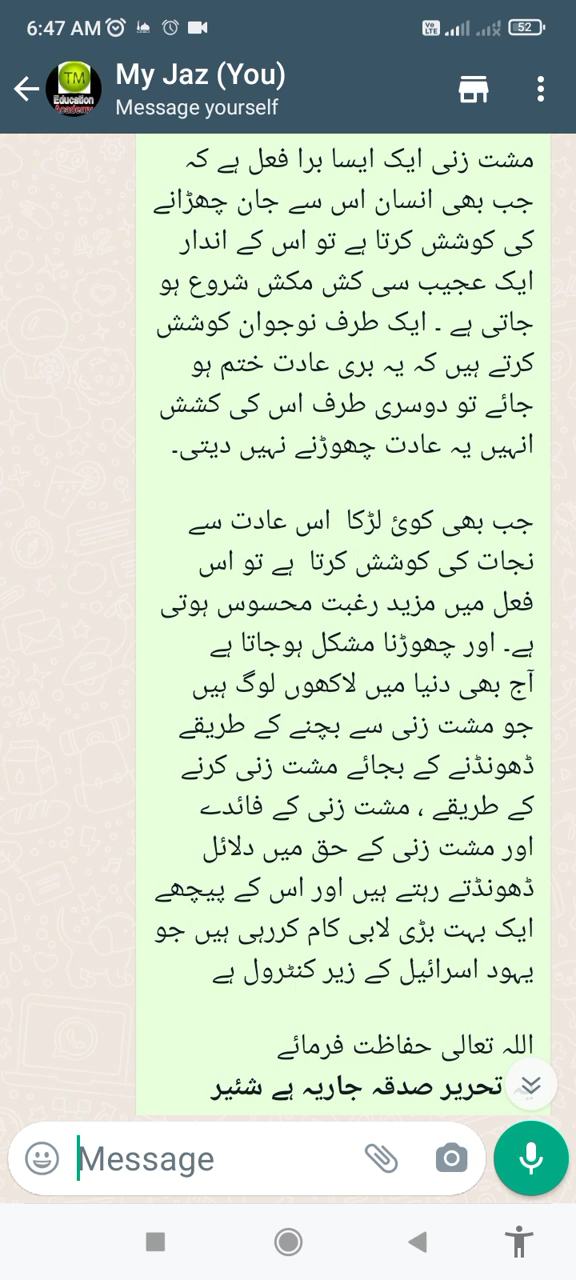 6:47 AM
Vo LTE
52
TM
Education
Academy
My Jaz (You)
Message yourself
مشت زنی ایک ایسا برا فعل ہے کہ
جب بھی انسان اس سے جان چھڑانے
کی کوشش کرتا ہے تو اس کے اندار
ایک عجیب سی کش مکش شروع ہو
جاتی ہے ۔ ایک طرف نوجوان کوشش
کرتے ہیں کہ یہ بری عادت ختم ہو
جائے تو دوسری طرف اس کی کشش
انہیں یہ عادت چھوڑنے نہیں دیتی۔
جب بھی کوئ لڑکا اس عادت سے
نجات کی کوشش کرتا ہے تو اس
فعل میں مزید رغبت محسوس ہوتی
ہے۔ اور چھوڑنا مشکل ہوجاتا ہے
آج بھی دنیا میں لاکھوں لوگ ہیں
جو مشت زنی سے بچنے کے طریقے
ڈھونڈنے کے بجائے مشت زنی کرنے
کے طریقے ، مشت زنی کے فائدے
اور مشت زنی کے حق میں دلائل
ڈھونڈتے رہتے ہیں اور اس کے پیچھے
ایک بہت بڑی لابی کام کررہی ہیں جو
یہود اسرائیل کے زیر کنٹرول ہے
اللہ تعالی حفاظت فرمائے
تحریر صدقہ جاریہ ہے شئیر
Message